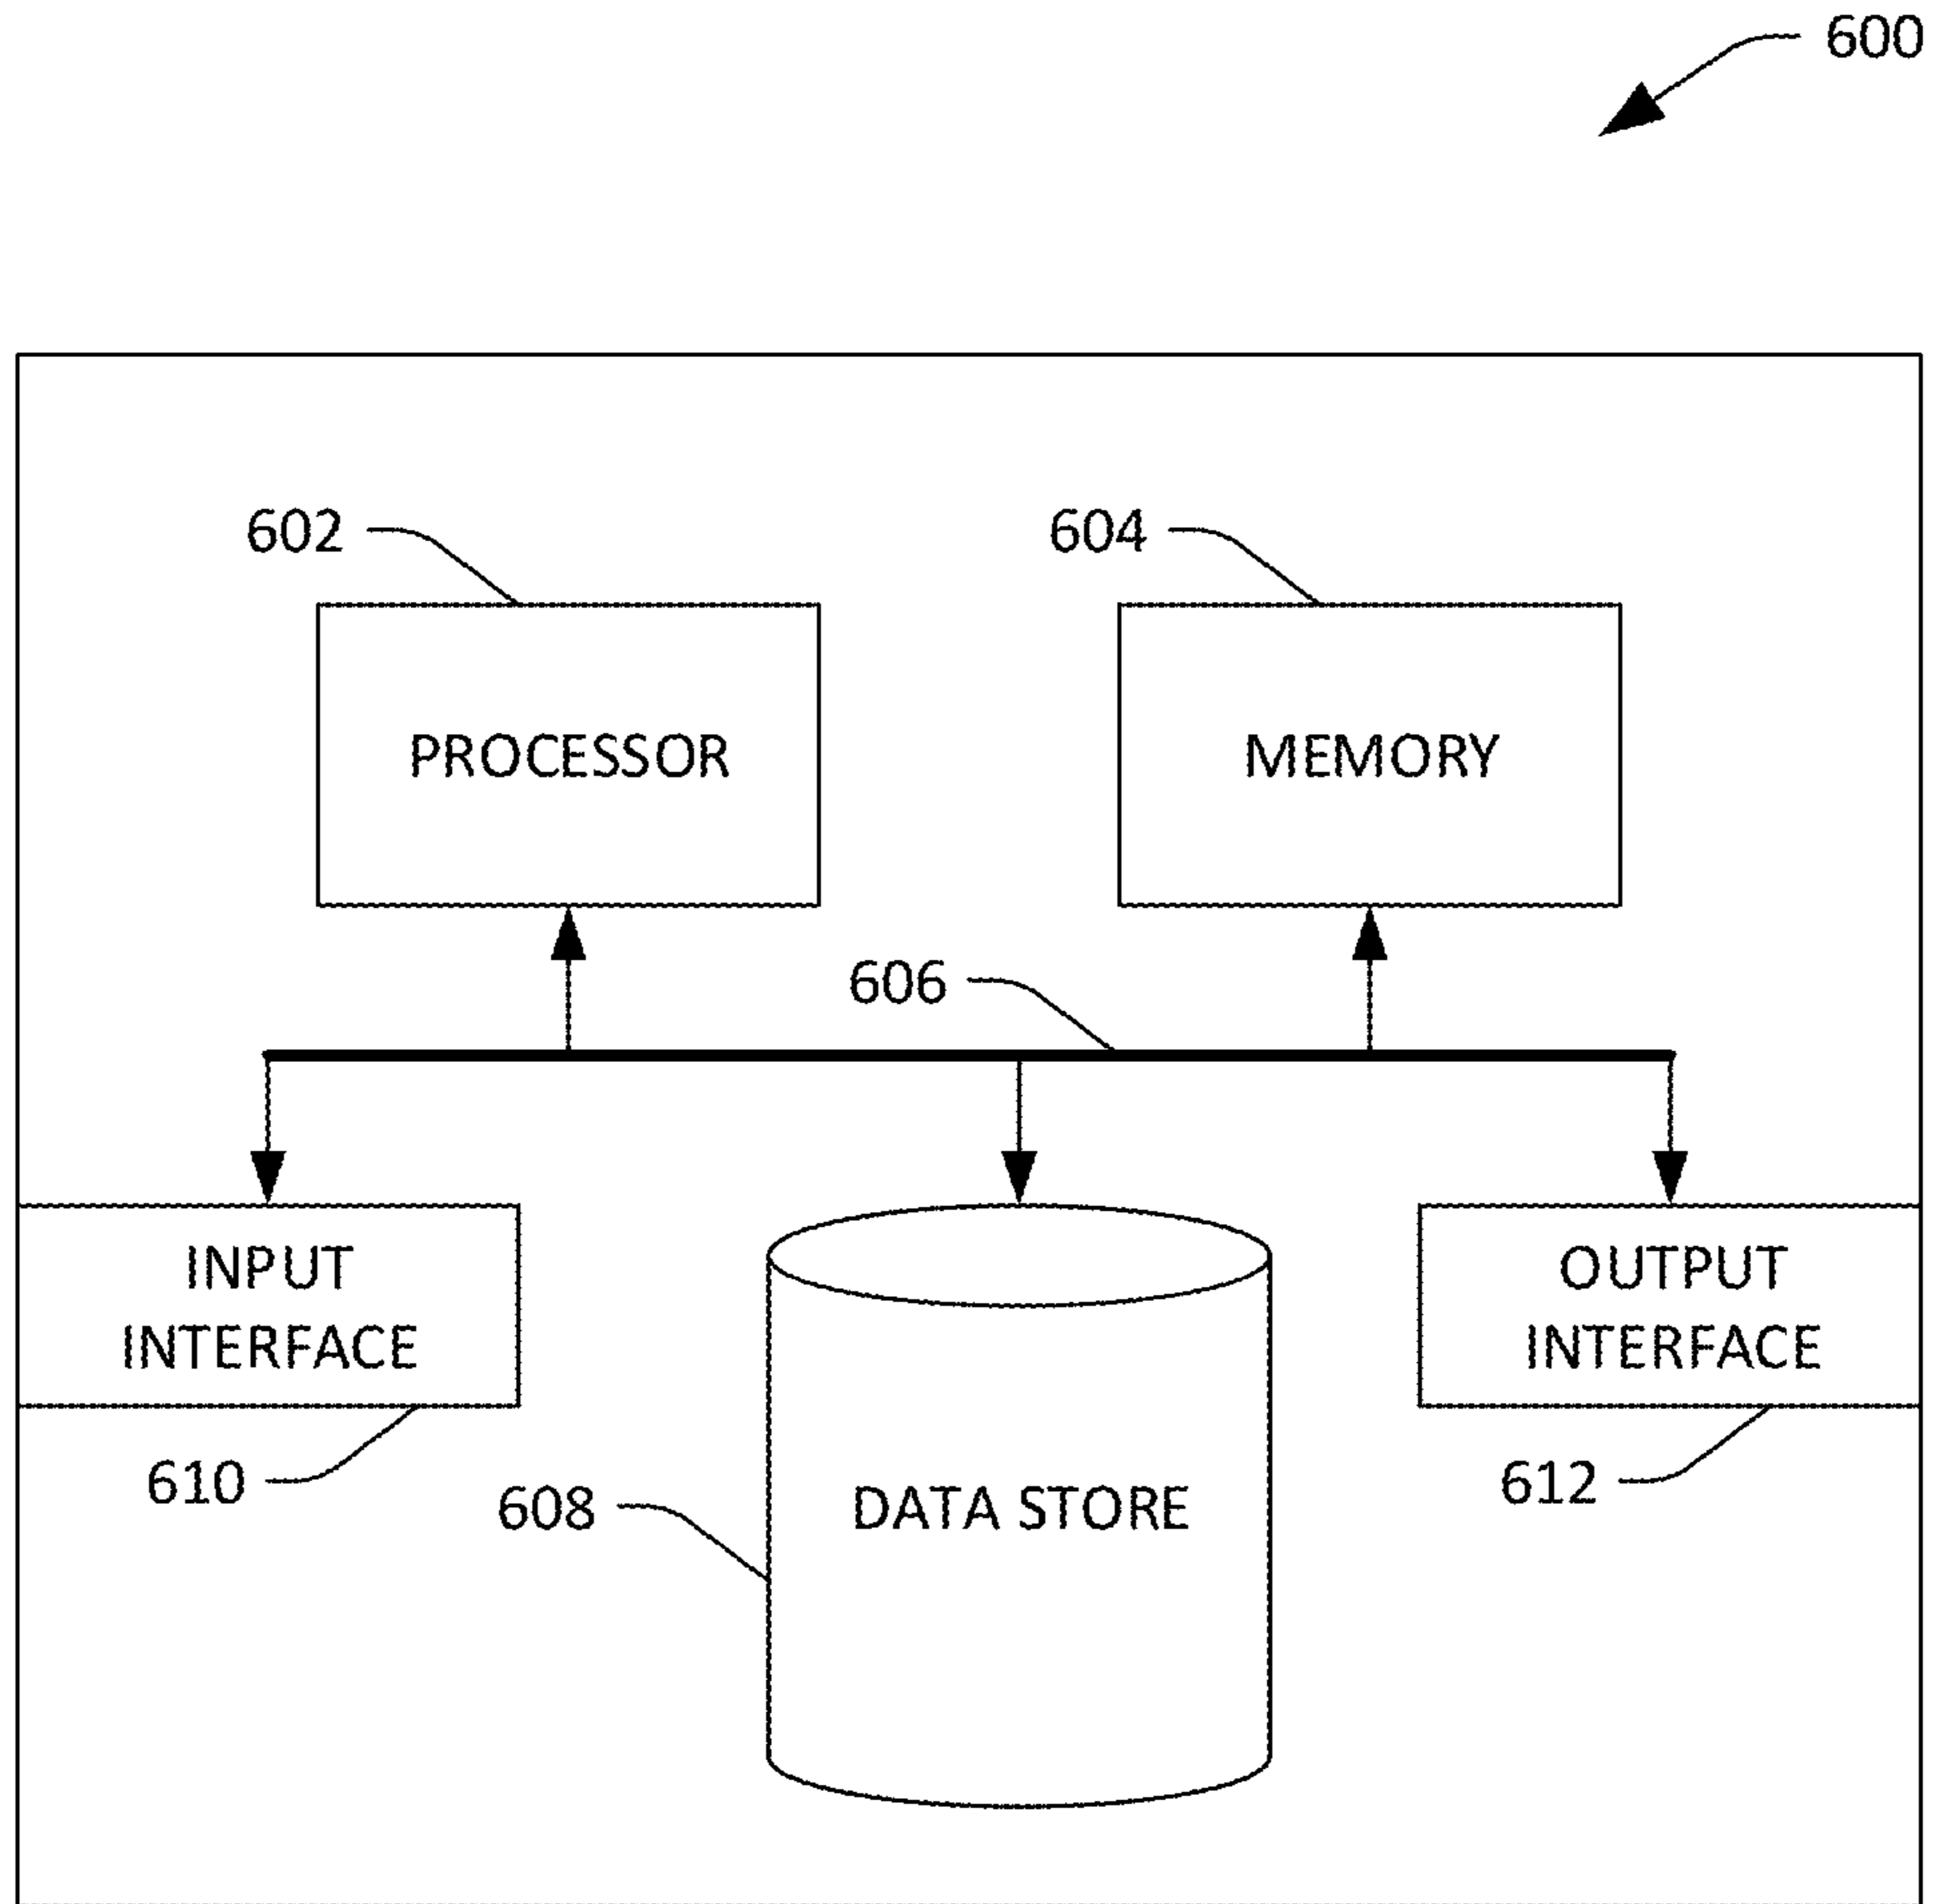 600
602
604
PROCESSOR
MEMORY
606
INPUT
INTERFACE
OUTPUT
INTERFACE
610
608
DATA STORE
612